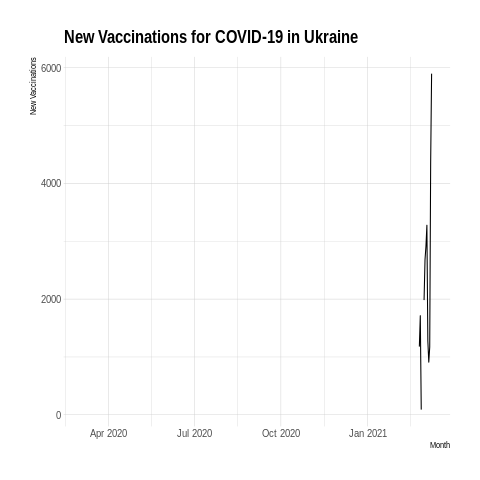 New Vaccinations for COVID-19 in Ukraine
New Vaccinations
6000
4000
2000
0
Apr 2020
Jul 2020
Oct 2020
Jan 2021
Month